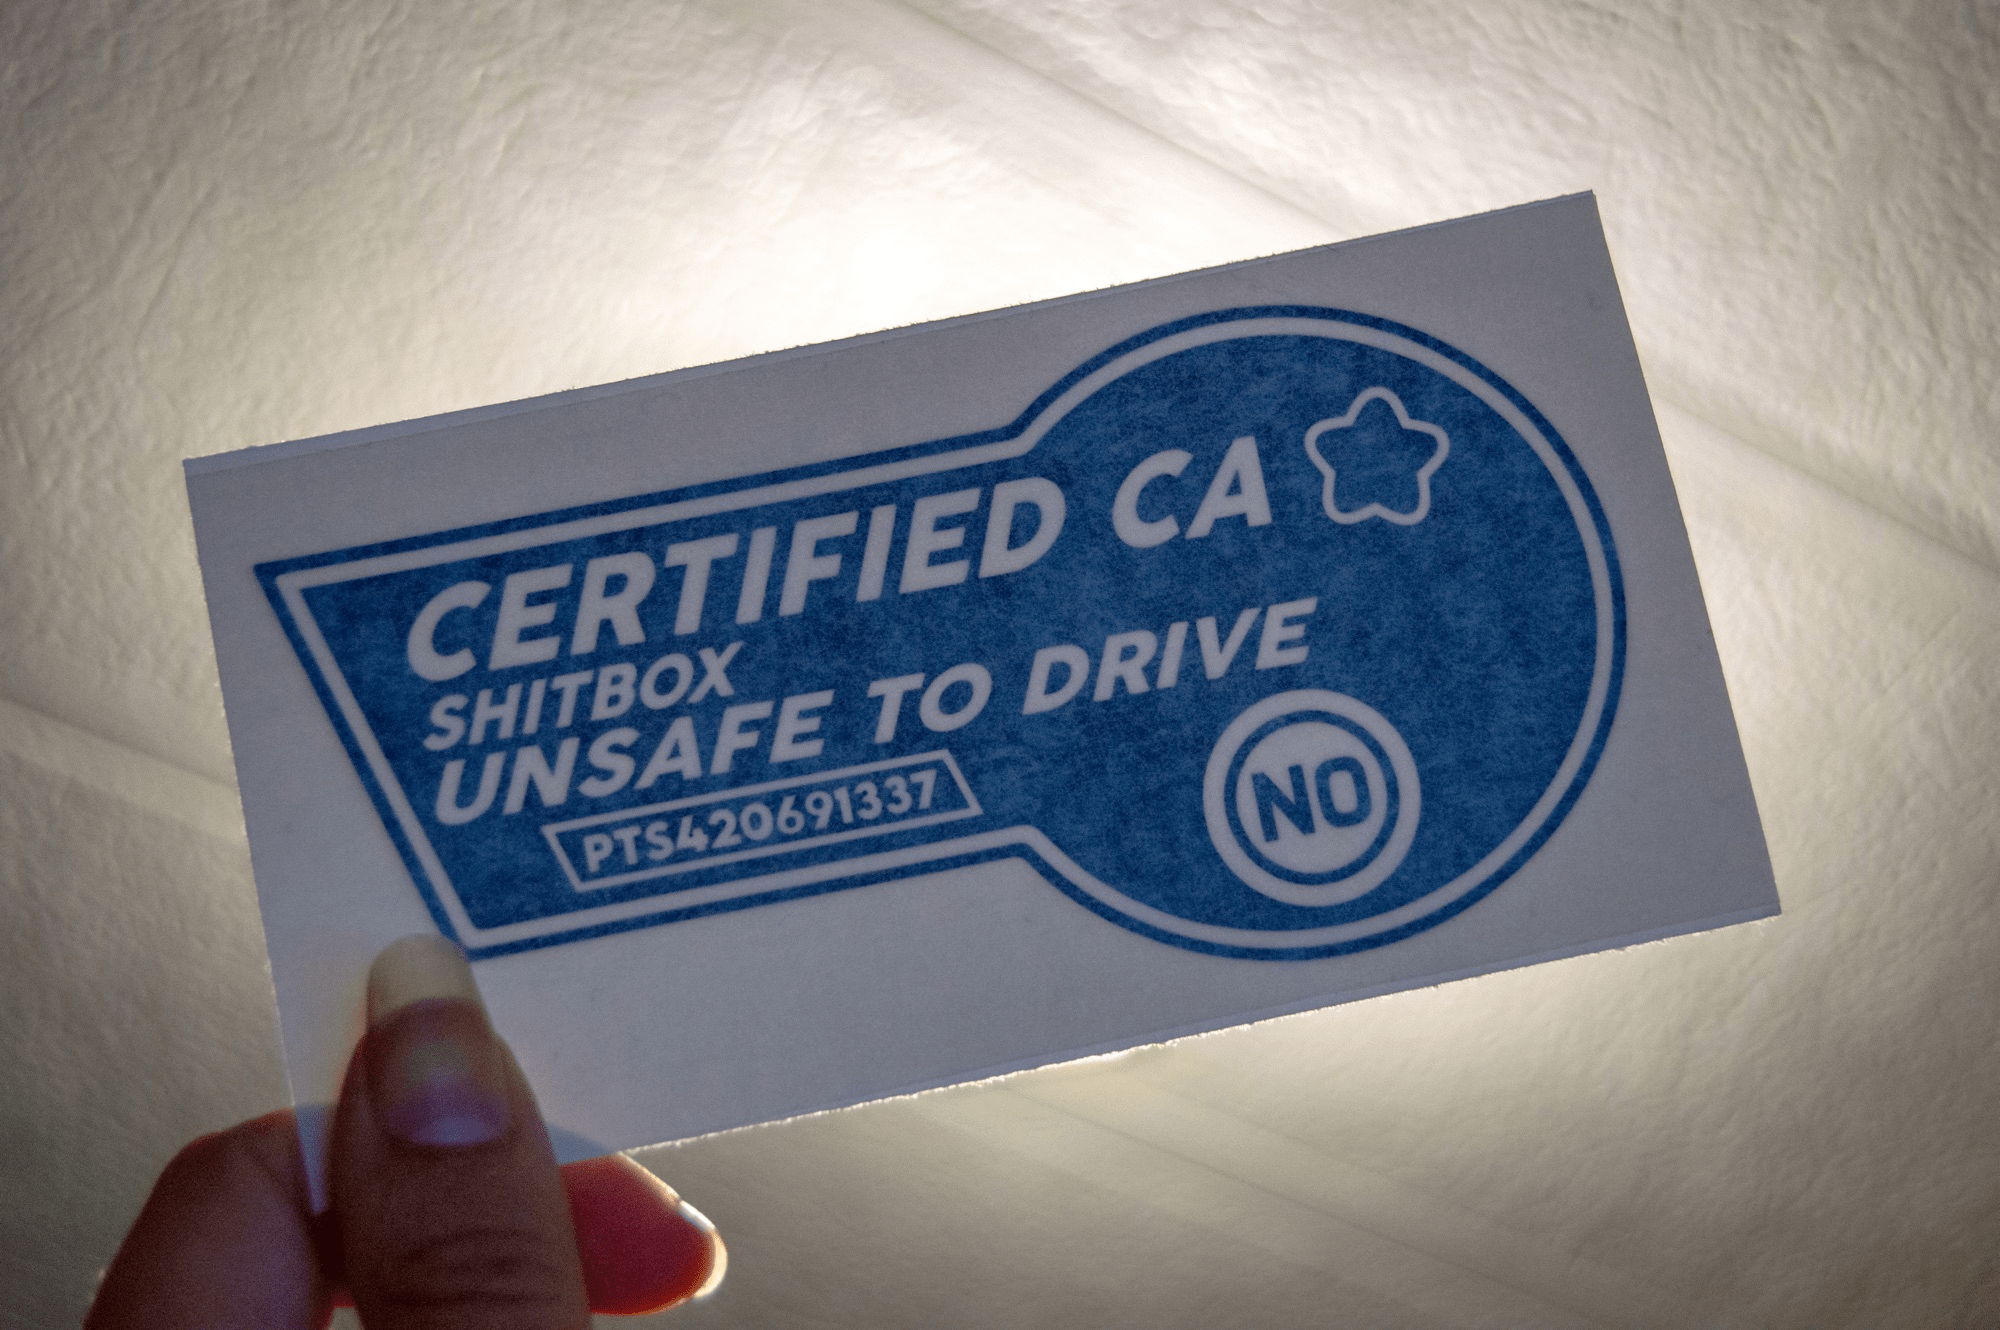 CERTIFIED CA
SHITBOX
UNSAFE TO DRIVE
PTS420691337
NO